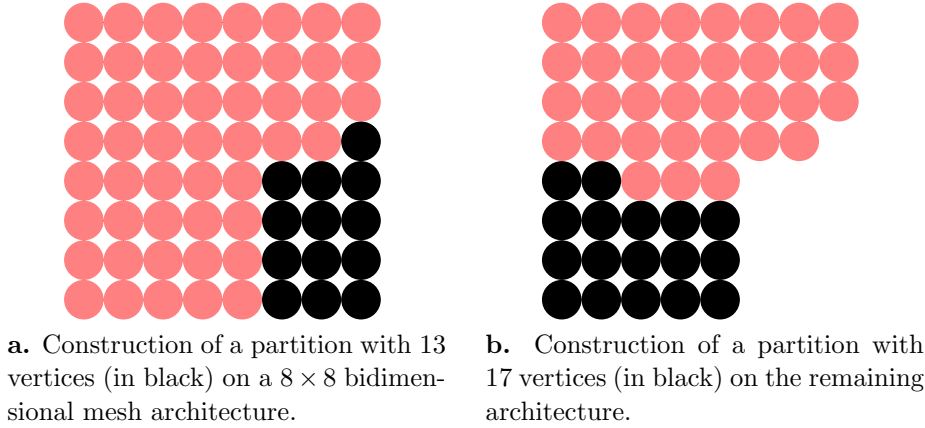 a. Construction of a partition with 13
vertices (in black) on a 8 × 8 bidimen-
sional mesh architecture.
b. Construction of a partition with
17 vertices (in black) on the remaining
architecture.